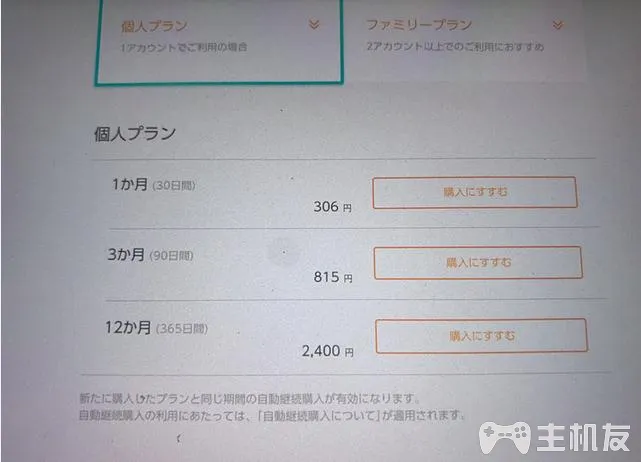 個人プラン
1アカウントでご利用の場合
ファミリープラン
2アカウント以上でのご利用におすすめ
個人プラン
1か月 (30日間)
306 円
購入にすすむ
3か月 (90日間)
815 円
購入にすすむ
12か月 (365日間)
2,400 円
購入にすすむ
新たに購入したプランと同じ期間の自動継続購入が有効になります。
自動継続購入の利用にあたっては、「自動継続購入について」が適用されます。
主机友